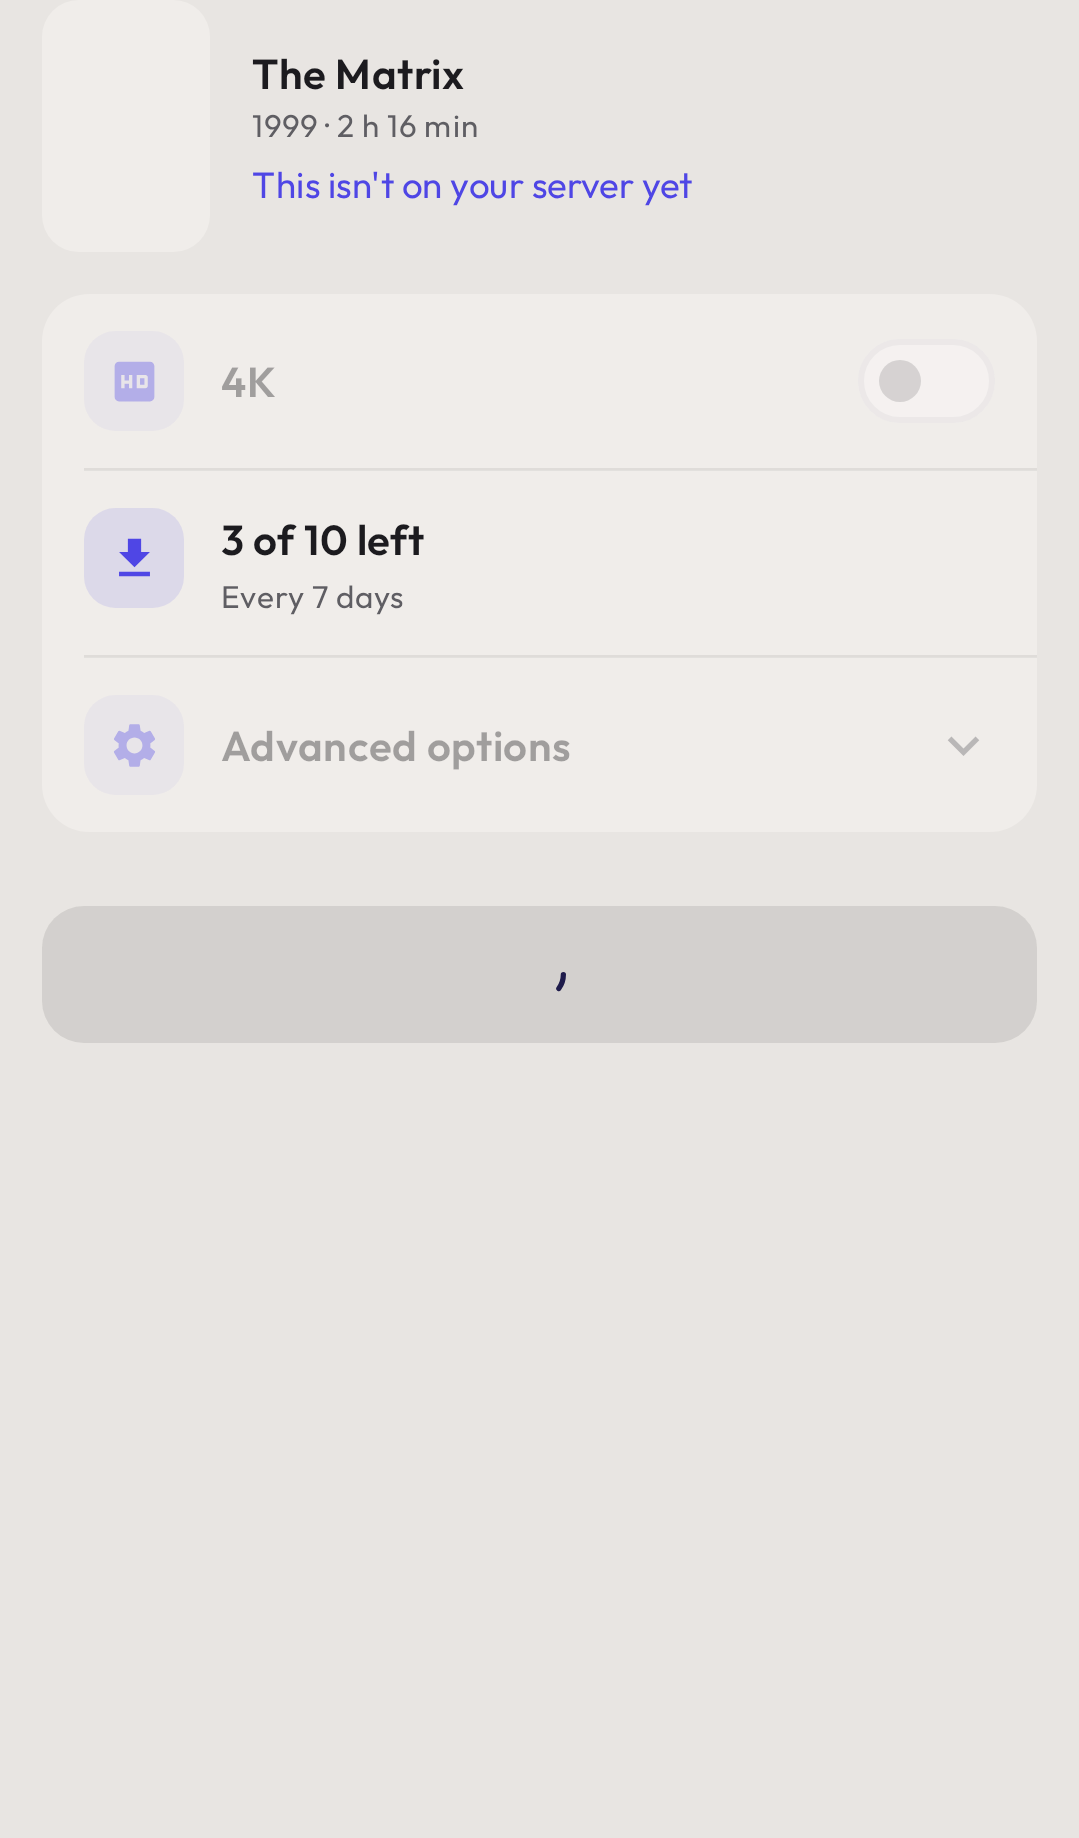 The Matrix
1999 · 2 h 16 min
This isn't on your server yet
HD
4K
3 of 10 left
Every 7 days
Advanced options